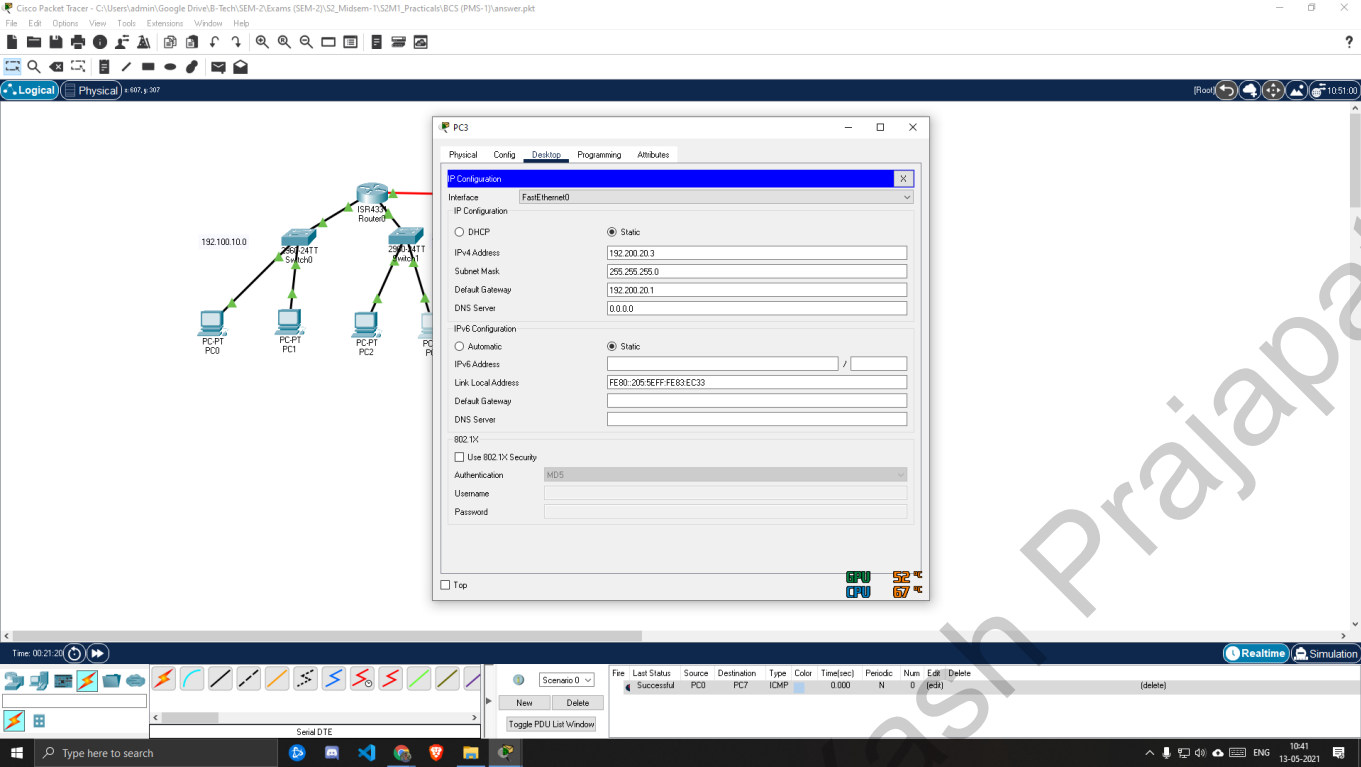 Cisco Packet Tracer - C:\Users\admin\Google Drive\B-Tech\SEM-2\Exams (SEM-2)\S2_Midsem-1\S2M1_Practicals\BCS (PMS-1)\answer.pkt
File Edit Options View Tools Extensions Window Help
?
Logical Physical x: 607, y: 307
[Root] 10:51:00
PC3
Physical Config Desktop Programming Attributes
IP Configuration X
Interface FastEthernet0
IP Configuration
DHCP Static
IPv4 Address 192.200.20.3
Subnet Mask 255.255.255.0
Default Gateway 192.200.20.1
DNS Server 0.0.0.0
IPv6 Configuration
Automatic Static
IPv6 Address /
Link Local Address FE80::205:5EFF:FE83:EC33
Default Gateway
DNS Server
802.1X
Use 802.1X Security
Authentication MD5
Username
Password
Top
GPU 52 °C
CPU 67 °C
ISR4331
Router0
192.100.10.0
2960-24TT
Switch0
2960-24TT
Switch1
PC-PT
PC0
PC-PT
PC1
PC-PT
PC2
Time: 00:21:20
Realtime Simulation
Scenario 0
New Delete
Toggle PDU List Window
Serial DTE
Fire Last Status Source Destination Type Color Time(sec) Periodic Num Edit Delete
Successful PC0 PC7 ICMP 0.000 N 0 (edit) (delete)
Type here to search
ENG
10:41
13-05-2021